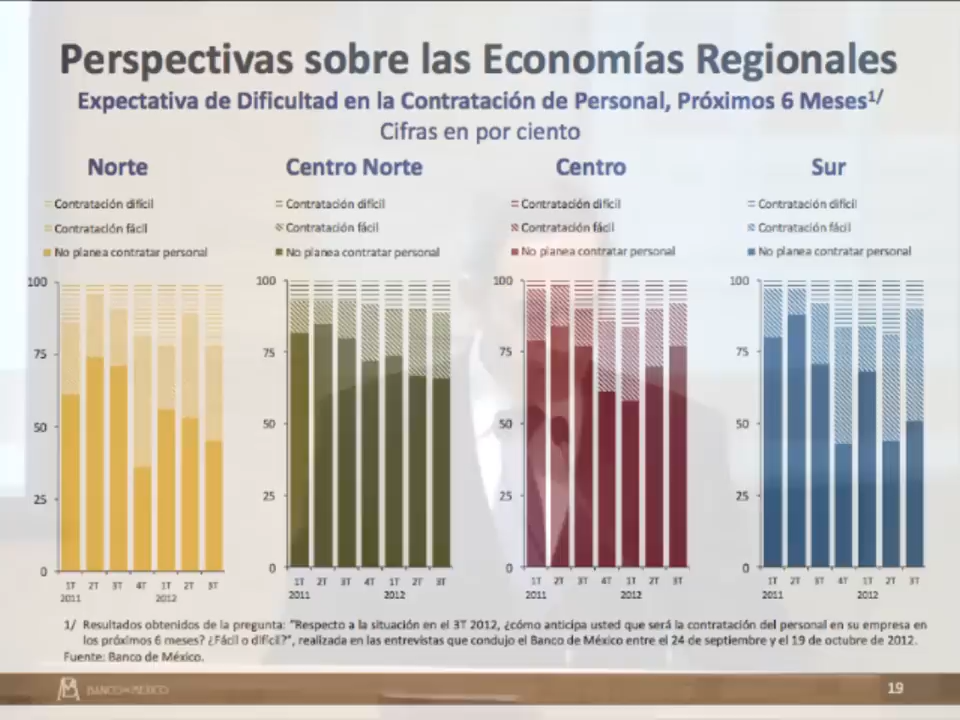 Perspectivas sobre las Economías Regionales
Expectativa de Dificultad en la Contratación de Personal, Próximos 6 Meses1/
Cifras en por ciento
Norte
Centro Norte
Centro
Sur
Contratación difícil
Contratación fácil
No planea contratar personal
Contratación difícil
Contratación fácil
No planea contratar personal
Contratación difícil
Contratación fácil
No planea contratar personal
Contratación difícil
Contratación fácil
No planea contratar personal
100
75
50
25
0
1T 2T 3T 4T 1T 2T 3T
2011 2012
100
75
50
25
0
1T 2T 3T 4T 1T 2T 3T
2011 2012
100
75
50
25
0
1T 2T 3T 4T 1T 2T 3T
2011 2012
100
75
50
25
0
1T 2T 3T 4T 1T 2T 3T
2011 2012
1/ Resultados obtenidos de la pregunta: "Respecto a la situación en el 3T 2012, ¿cómo anticipa usted que será la contratación del personal en su empresa en
los próximos 6 meses? ¿Fácil o difícil?", realizada en las entrevistas que condujo el Banco de México entre el 24 de septiembre y el 19 de octubre de 2012.
Fuente: Banco de México.
BANCO DE MÉXICO
19